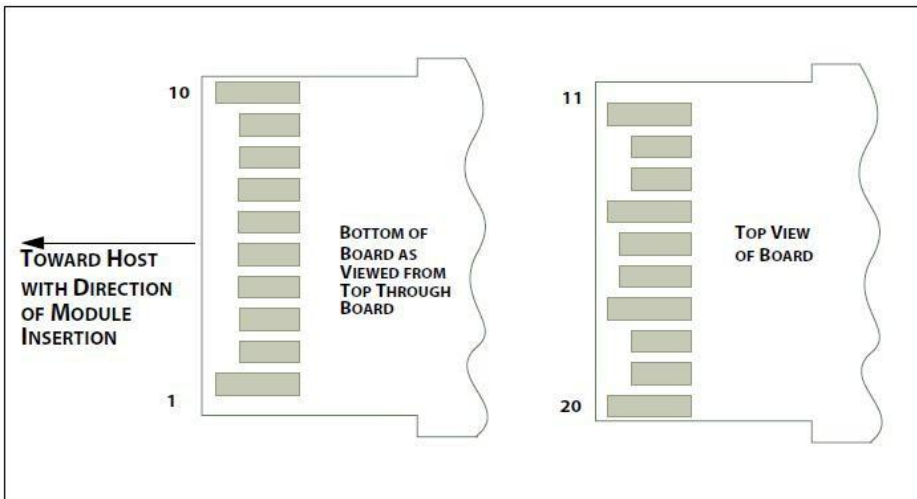 10
1
TOWARD HOST
WITH DIRECTION
OF MODULE
INSERTION
BOTTOM OF
BOARD AS
VIEWED FROM
TOP THROUGH
BOARD
11
20
TOP VIEW
OF BOARD